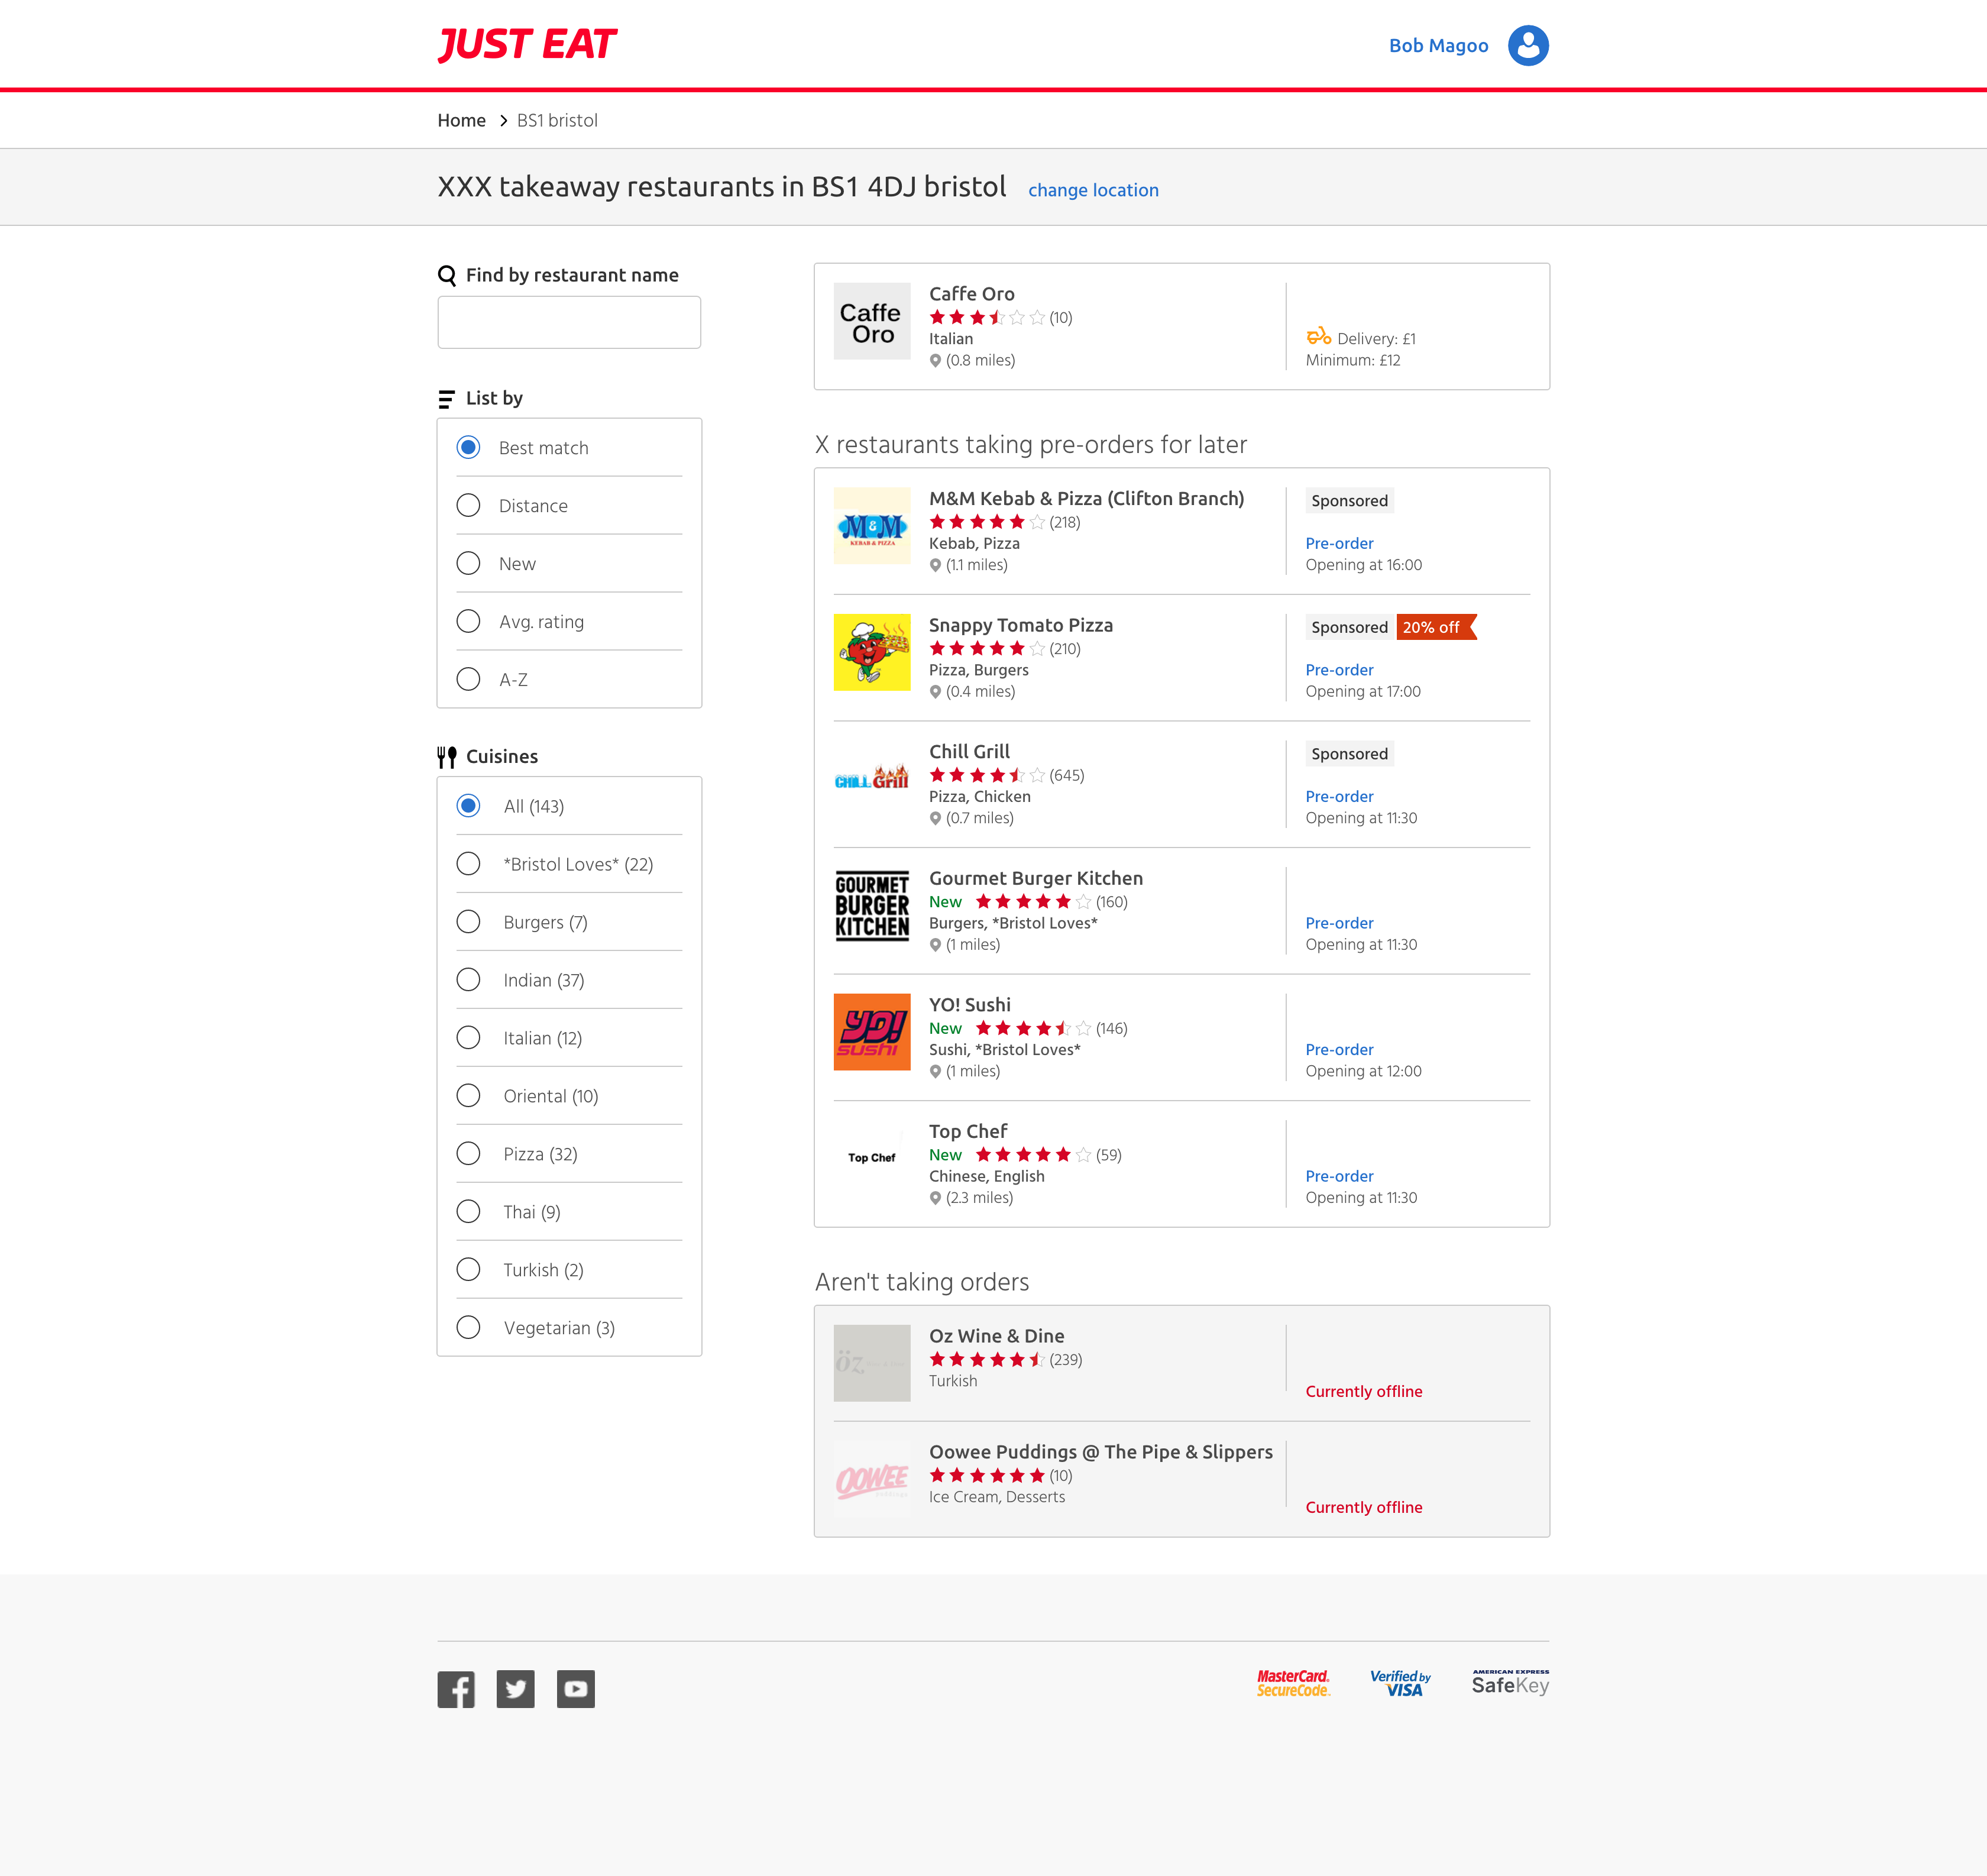 JUST EAT
Bob Magoo
Home > BS1 bristol
XXX takeaway restaurants in BS1 4DJ bristol change location
Find by restaurant name
List by
Best match
Distance
New
Avg. rating
A-Z
Cuisines
All (143)
*Bristol Loves* (22)
Burgers (7)
Indian (37)
Italian (12)
Oriental (10)
Pizza (32)
Thai (9)
Turkish (2)
Vegetarian (3)
Caffe
Oro
Caffe Oro
(10)
Italian
(0.8 miles)
Delivery: £1
Minimum: £12
X restaurants taking pre-orders for later
M&M
KEBAB & PIZZA
M&M Kebab & Pizza (Clifton Branch)
(218)
Kebab, Pizza
(1.1 miles)
Sponsored
Pre-order
Opening at 16:00
Snappy Tomato Pizza
(210)
Pizza, Burgers
(0.4 miles)
Sponsored 20% off
Pre-order
Opening at 17:00
CHILL Grill
Chill Grill
(645)
Pizza, Chicken
(0.7 miles)
Sponsored
Pre-order
Opening at 11:30
GOURMET
BURGER
KITCHEN
Gourmet Burger Kitchen
New (160)
Burgers, *Bristol Loves*
(1 miles)
Pre-order
Opening at 11:30
YO!
sushi
YO! Sushi
New (146)
Sushi, *Bristol Loves*
(1 miles)
Pre-order
Opening at 12:00
Top Chef
Top Chef
New (59)
Chinese, English
(2.3 miles)
Pre-order
Opening at 11:30
Aren't taking orders
öz
Oz Wine & Dine
(239)
Turkish
Currently offline
OOWEE
puddings
Oowee Puddings @ The Pipe & Slippers
(10)
Ice Cream, Desserts
Currently offline
MasterCard.
SecureCode.
Verified by
VISA
AMERICAN EXPRESS
SafeKey